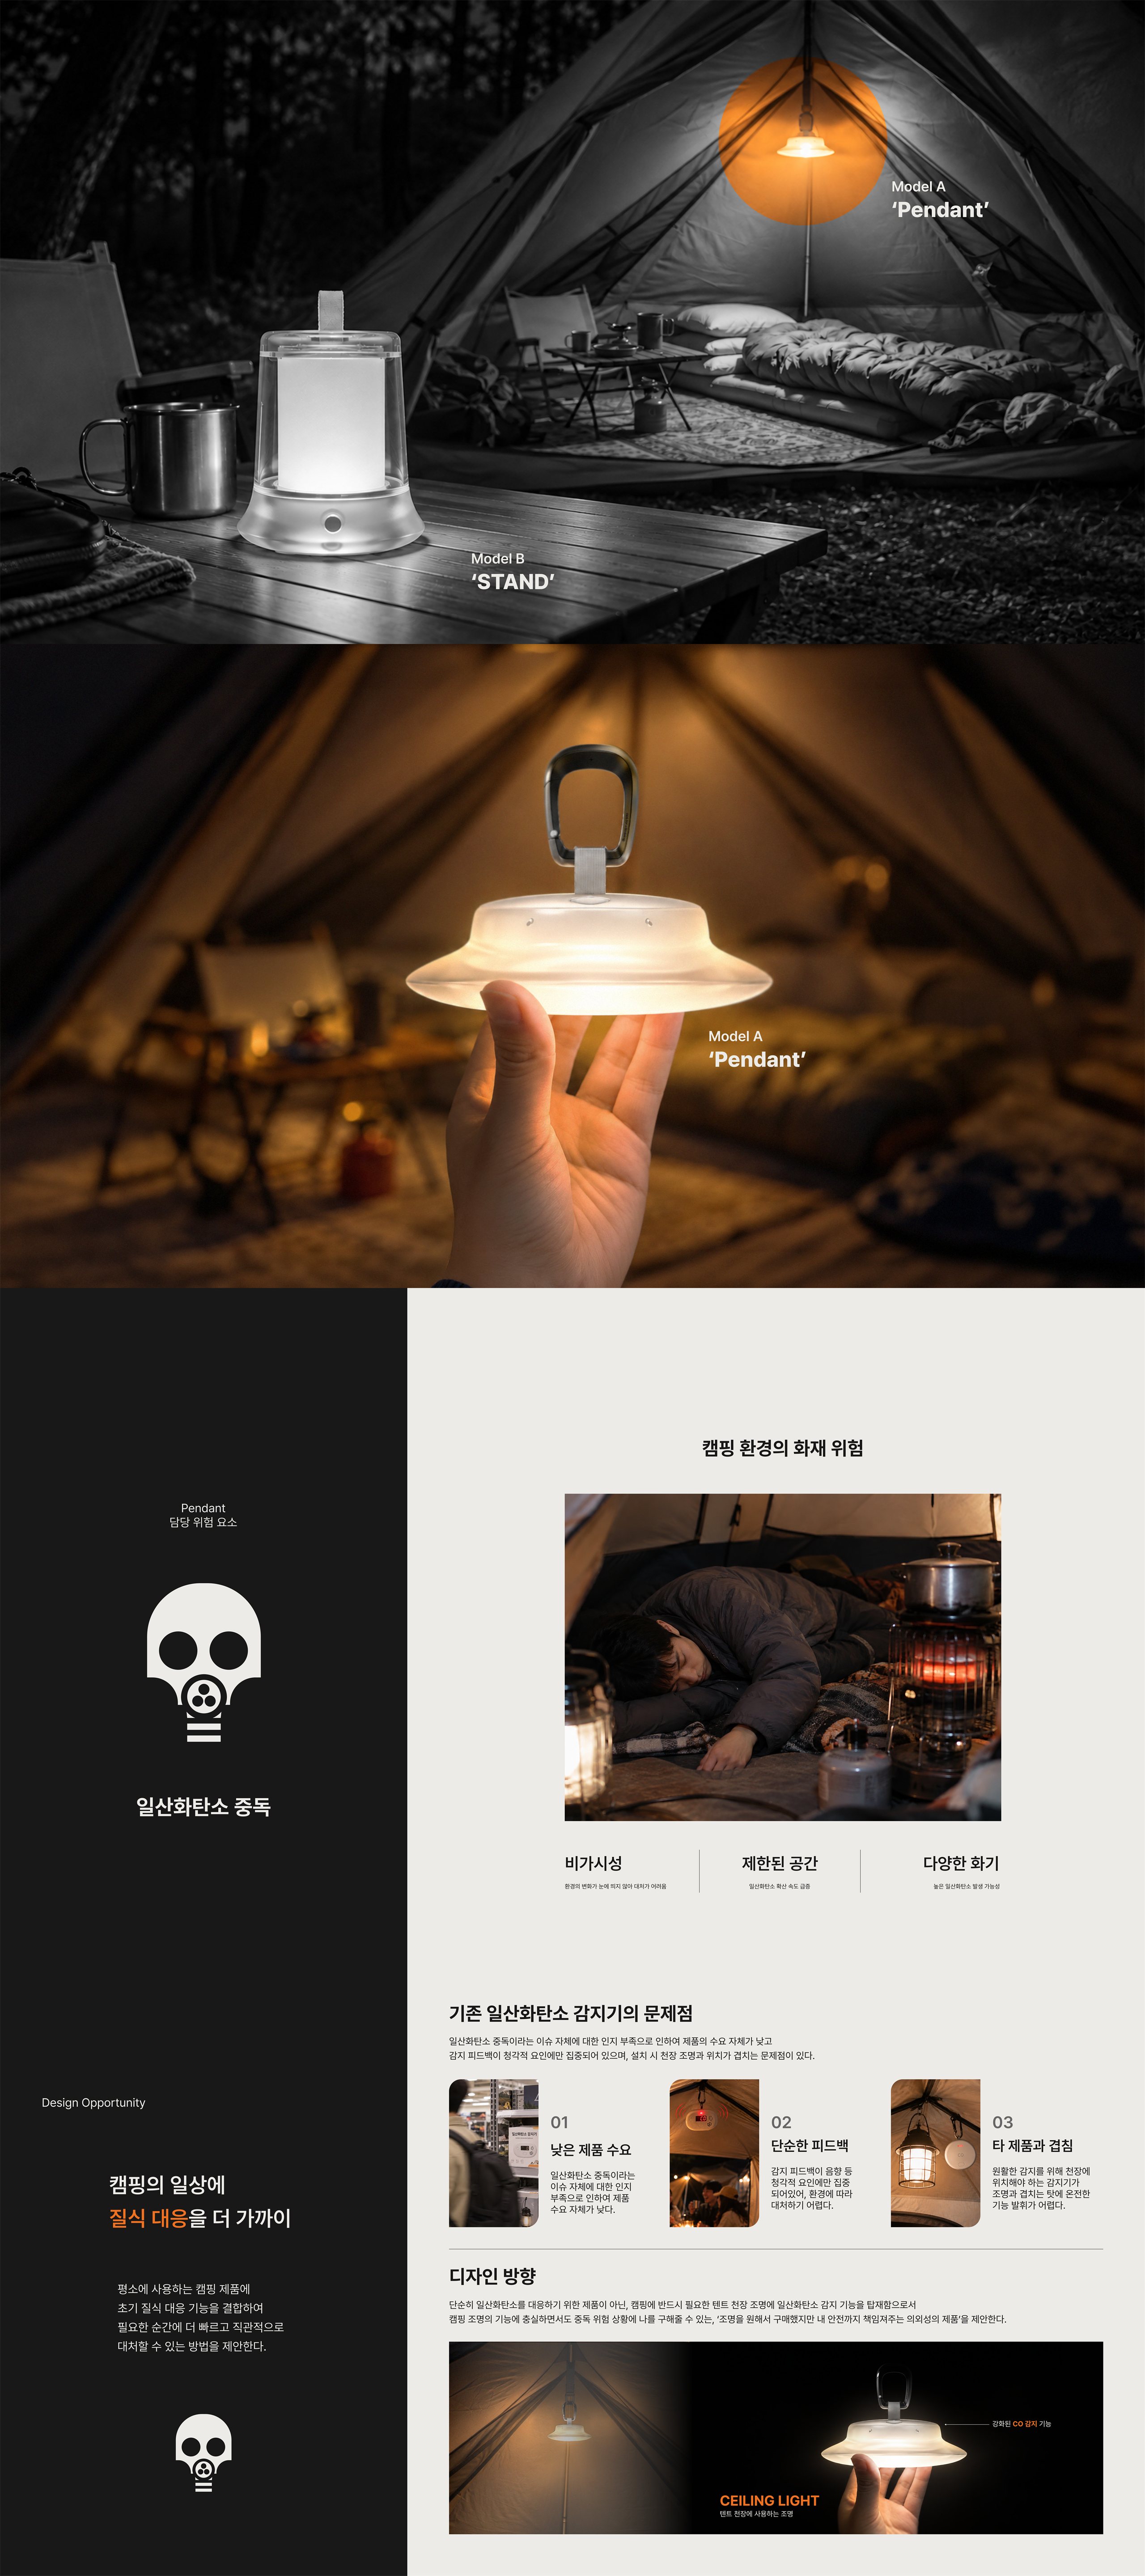 Model A
‘Pendant’
Model B
‘STAND’
Model A
‘Pendant’
Pendant
담당 위험 요소
일산화탄소 중독
캠핑 환경의 화재 위험
비가시성
환경의 변화가 눈에 띄지 않아 대처가 어려움
제한된 공간
일산화탄소 확산 속도 급증
다양한 화기
높은 일산화탄소 발생 가능성
Design Opportunity
캠핑의 일상에
질식 대응을 더 가까이
평소에 사용하는 캠핑 제품에
초기 질식 대응 기능을 결합하여
필요한 순간에 더 빠르고 직관적으로
대처할 수 있는 방법을 제안한다.
기존 일산화탄소 감지기의 문제점
일산화탄소 중독이라는 이슈 자체에 대한 인지 부족으로 인하여 제품의 수요 자체가 낮고
감지 피드백이 청각적 요인에만 집중되어 있으며, 설치 시 천장 조명과 위치가 겹치는 문제점이 있다.
01
낮은 제품 수요
일산화탄소 중독이라는
이슈 자체에 대한 인지
부족으로 인하여 제품
수요 자체가 낮다.
02
단순한 피드백
감지 피드백이 음향 등
청각적 요인에만 집중
되어있어, 환경에 따라
대처하기 어렵다.
03
타 제품과 겹침
원활한 감지를 위해 천장에
위치해야 하는 감지기가
조명과 겹치는 탓에 온전한
기능 발휘가 어렵다.
디자인 방향
단순히 일산화탄소를 대응하기 위한 제품이 아닌, 캠핑에 반드시 필요한 텐트 천장 조명에 일산화탄소 감지 기능을 탑재함으로서
캠핑 조명의 기능에 충실하면서도 중독 위험 상황에 나를 구해줄 수 있는, ‘조명을 원해서 구매했지만 내 안전까지 책임져주는 의외성의 제품’을 제안한다.
강화된 CO 감지 기능
CEILING LIGHT
텐트 천장에 사용하는 조명